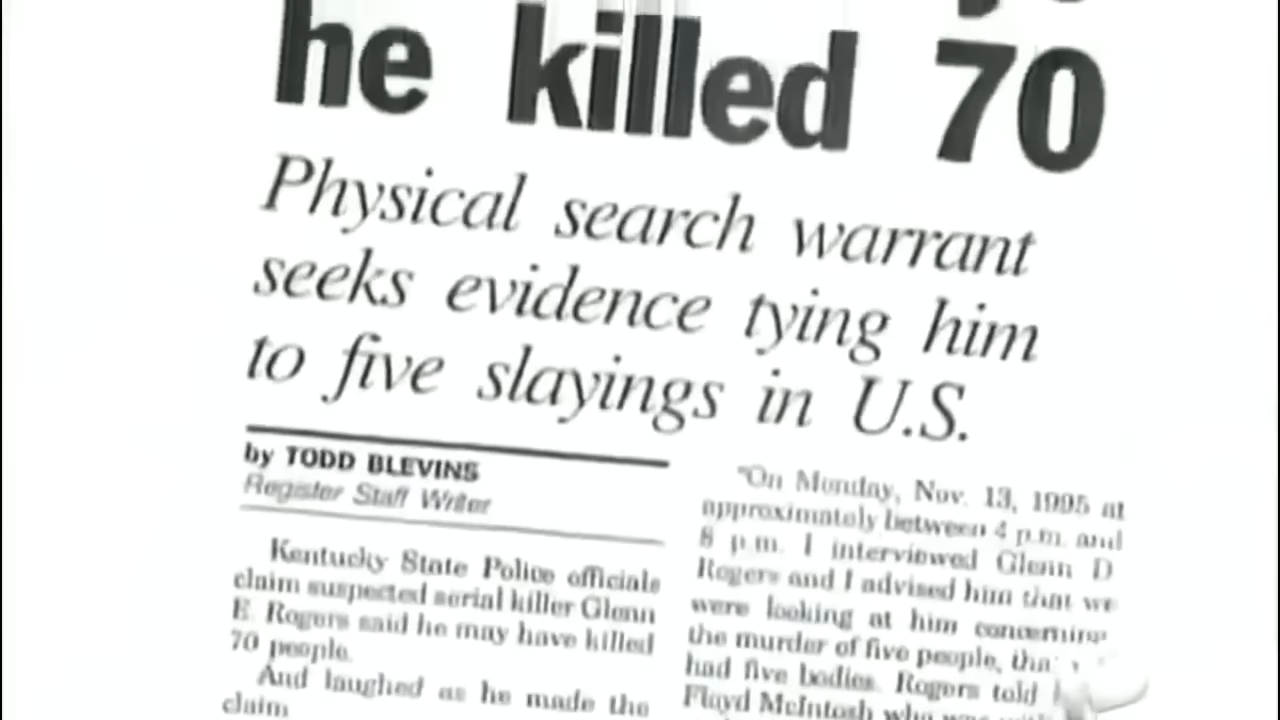 he killed 70
Physical search warrant
seeks evidence tying him
to five slayings in U.S.
by TODD BLEVINS
Register Staff Writer
Kentucky State Police officials
claim suspected serial killer Glenn
E. Rogers said he may have killed
70 people.
And laughed as he made the
claim
"On Monday, Nov. 13, 1995 at
approximately between 4 p.m. and
8 p.m. I interviewed Glenn D
Rogers and I advised him that we
were looking at him concerning
the murder of five people,
had five bodies. Rogers told
Floyd McIntosh who was